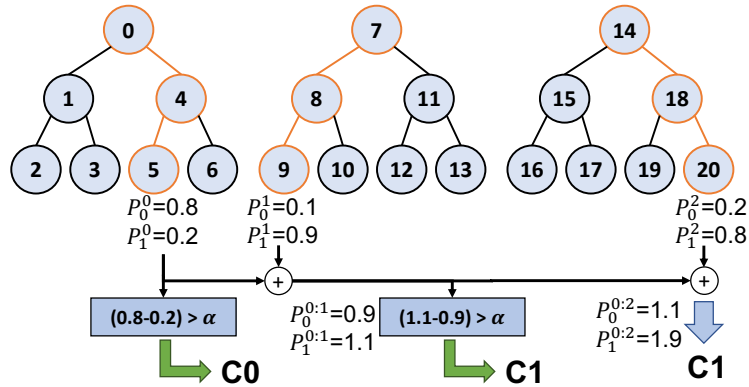 0 7 14
1 4 8 11 15 18
2 3 5 6 9 10 12 13 16 17 19 20
P_0^0=0.8 P_0^1=0.1 P_0^2=0.2
P_1^0=0.2 P_1^1=0.9 P_1^2=0.8
+ +
(0.8-0.2) > α P_0^{0:1}=0.9 (1.1-0.9) > α P_0^{0:2}=1.1
P_1^{0:1}=1.1 P_1^{0:2}=1.9
C0 C1 C1